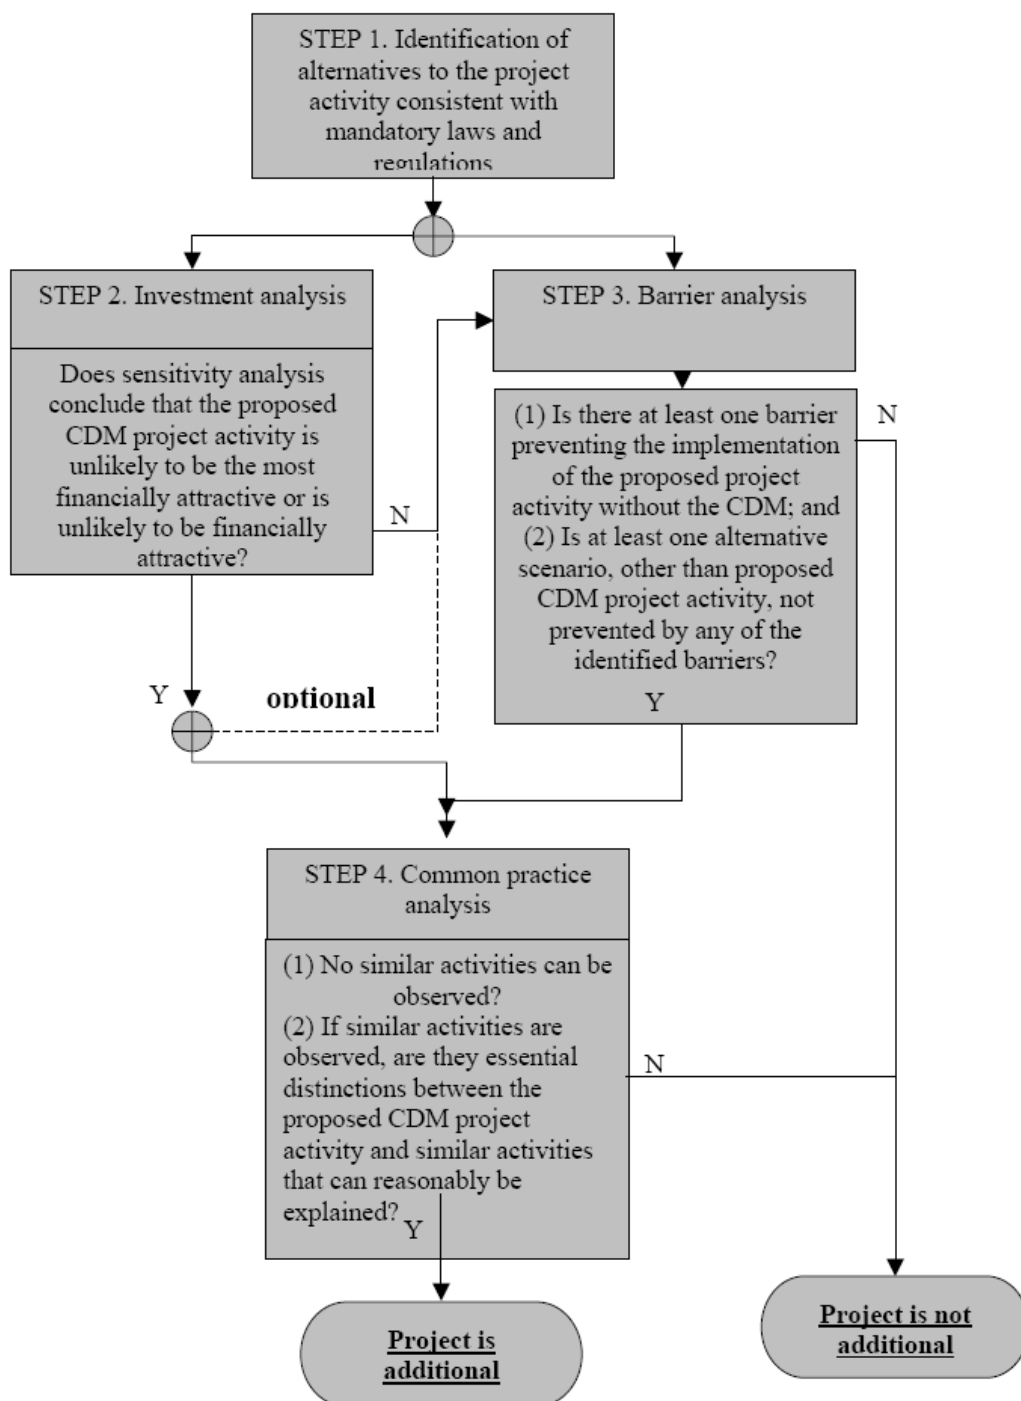 STEP 1. Identification of
alternatives to the project
activity consistent with
mandatory laws and
regulations
STEP 2. Investment analysis
Does sensitivity analysis
conclude that the proposed
CDM project activity is
unlikely to be the most
financially attractive or is
unlikely to be financially
attractive?
N
Y
optional
STEP 3. Barrier analysis
(1) Is there at least one barrier
preventing the implementation
of the proposed project
activity without the CDM; and
(2) Is at least one alternative
scenario, other than proposed
CDM project activity, not
prevented by any of the
identified barriers?
Y
N
STEP 4. Common practice
analysis
(1) No similar activities can be
observed?
(2) If similar activities are
observed, are they essential
distinctions between the
proposed CDM project
activity and similar activities
that can reasonably be
explained?
Y
N
Project is
additional
Project is not
additional